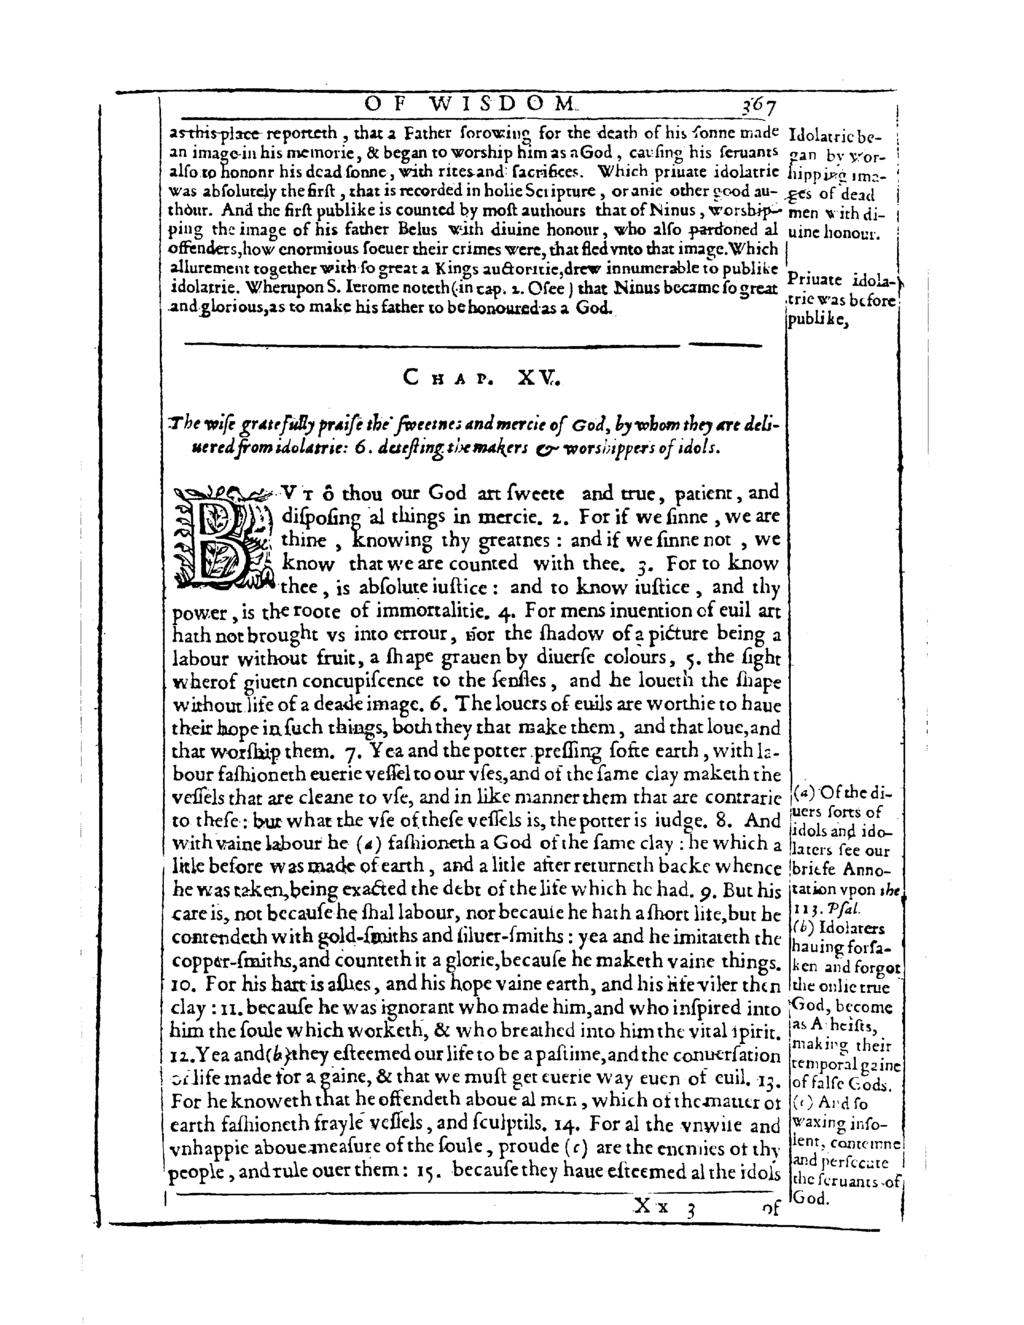 OF WISDOM. 367
as this place reporteth, that a Father sorowing for the death of his sonne made
an image in his memorie, & began to worship him as a God, causing his seruants
also to hononr his dead sonne, with rites and sacrifices. Which priuate idolatrie
was absolutely the first, that is recorded in holie Scripture, or anie other good au-
thour. And the first publike is counted by most authours that of Ninus, worship-
ping the image of his father Belus with diuine honour, who also pardoned al
offenders, how enormious soeuer their crimes were, that fled vnto that image. Which
allurement together with so great a Kings auctoritie, drew innumerable to publike
idolatrie. Wherupon S. Ierome noteth (in cap. 2. Osee) that Ninus became so great
and glorious, as to make his father to be honoured as a God.
Idolatrie be-
gan by wor-
shipping ima-
ges of dead
men with di-
uine honour.
Priuate idola-
trie was before
publike,
CHAP. XV.
The wise gratefully praise the sweetnes and mercie of God, by whom they are deli-
uered from idolatrie: 6. detesting the makers & worshippers of idols.
BVT ô thou our God art sweete and true, patient, and
disposing al things in mercie. 2. For if we sinne, we are
thine, knowing thy greatnes: and if we sinne not, we
know that we are counted with thee. 3. For to know
thee, is absolute iustice: and to know iustice, and thy
power, is the roote of immortalitie. 4. For mens inuention of euil art
hath not brought vs into errour, nor the shadow of a picture being a
labour without fruit, a shape grauen by diuerse colours, 5. the sight
wherof giueth concupiscence to the sensles, and he loueth the shape
without life of a deade image. 6. The louers of euils are worthie to haue
their hope in such things, both they that make them, and that loue, and
that worship them. 7. Yea and the potter pressing softe earth, with la-
bour fashioneth euerie vessel to our vses, and of the same clay maketh the
vessels that are cleane to vse, and in like manner them that are contrarie
to these: but what the vse of these vessels is, the potter is iudge. 8. And
with vaine labour he (a) fashioneth a God of the same clay: he which a
litle before was made of earth, and a litle after returneth backe whence
he was taken, being exacted the debt of the life which he had. 9. But his
care is, not because he shal labour, nor because he hath a short life, but he
contendeth with gold-smiths and siluer-smiths: yea and he imitateth the
copper-smiths, and counteth it a glorie, because he maketh vaine things.
10. For his hart is ashes, and his hope vaine earth, and his life viler then
clay: 11. because he was ignorant who made him, and who inspired into
him the soule which worketh, & who breathed into him the vital spirit.
12. Yea and (b) they esteemed our life to be a pastime, and the conuersation
of life made for a gaine, & that we must get euerie way euen of euil. 13.
For he knoweth that he offendeth aboue al men, which of the matter of
earth fashioneth frayle vessels, and sculptils. 14. For al the vnwise and
vnhappie aboue measure of the soule, proude (c) are the enemies of thy
people, and rule ouer them: 15. because they haue esteemed al the idols
(a) Of the di-
uers sorts of
idols and ido-
laters see our
briefe Anno-
tation vpon the
113. Psal.
(b) Idolaters
hauing forsa-
ken and forgot
the onlie true
God, become
as Atheists,
making their
temporal gaine
of false Gods.
(c) And so
waxing inso-
lent, contemne
and persecute
the seruants of
God.
Xx 3 of